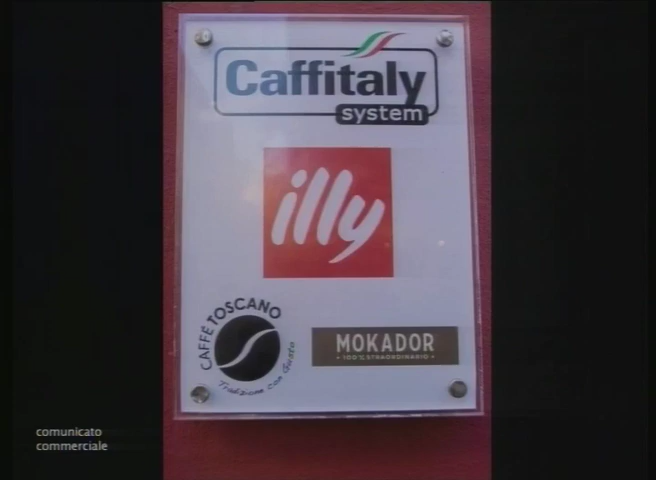 Caffitaly
system
illy
CAFFÈ TOSCANO
Tradizione con Gusto
MOKADOR
100% STRAORDINARIO
comunicato
commerciale